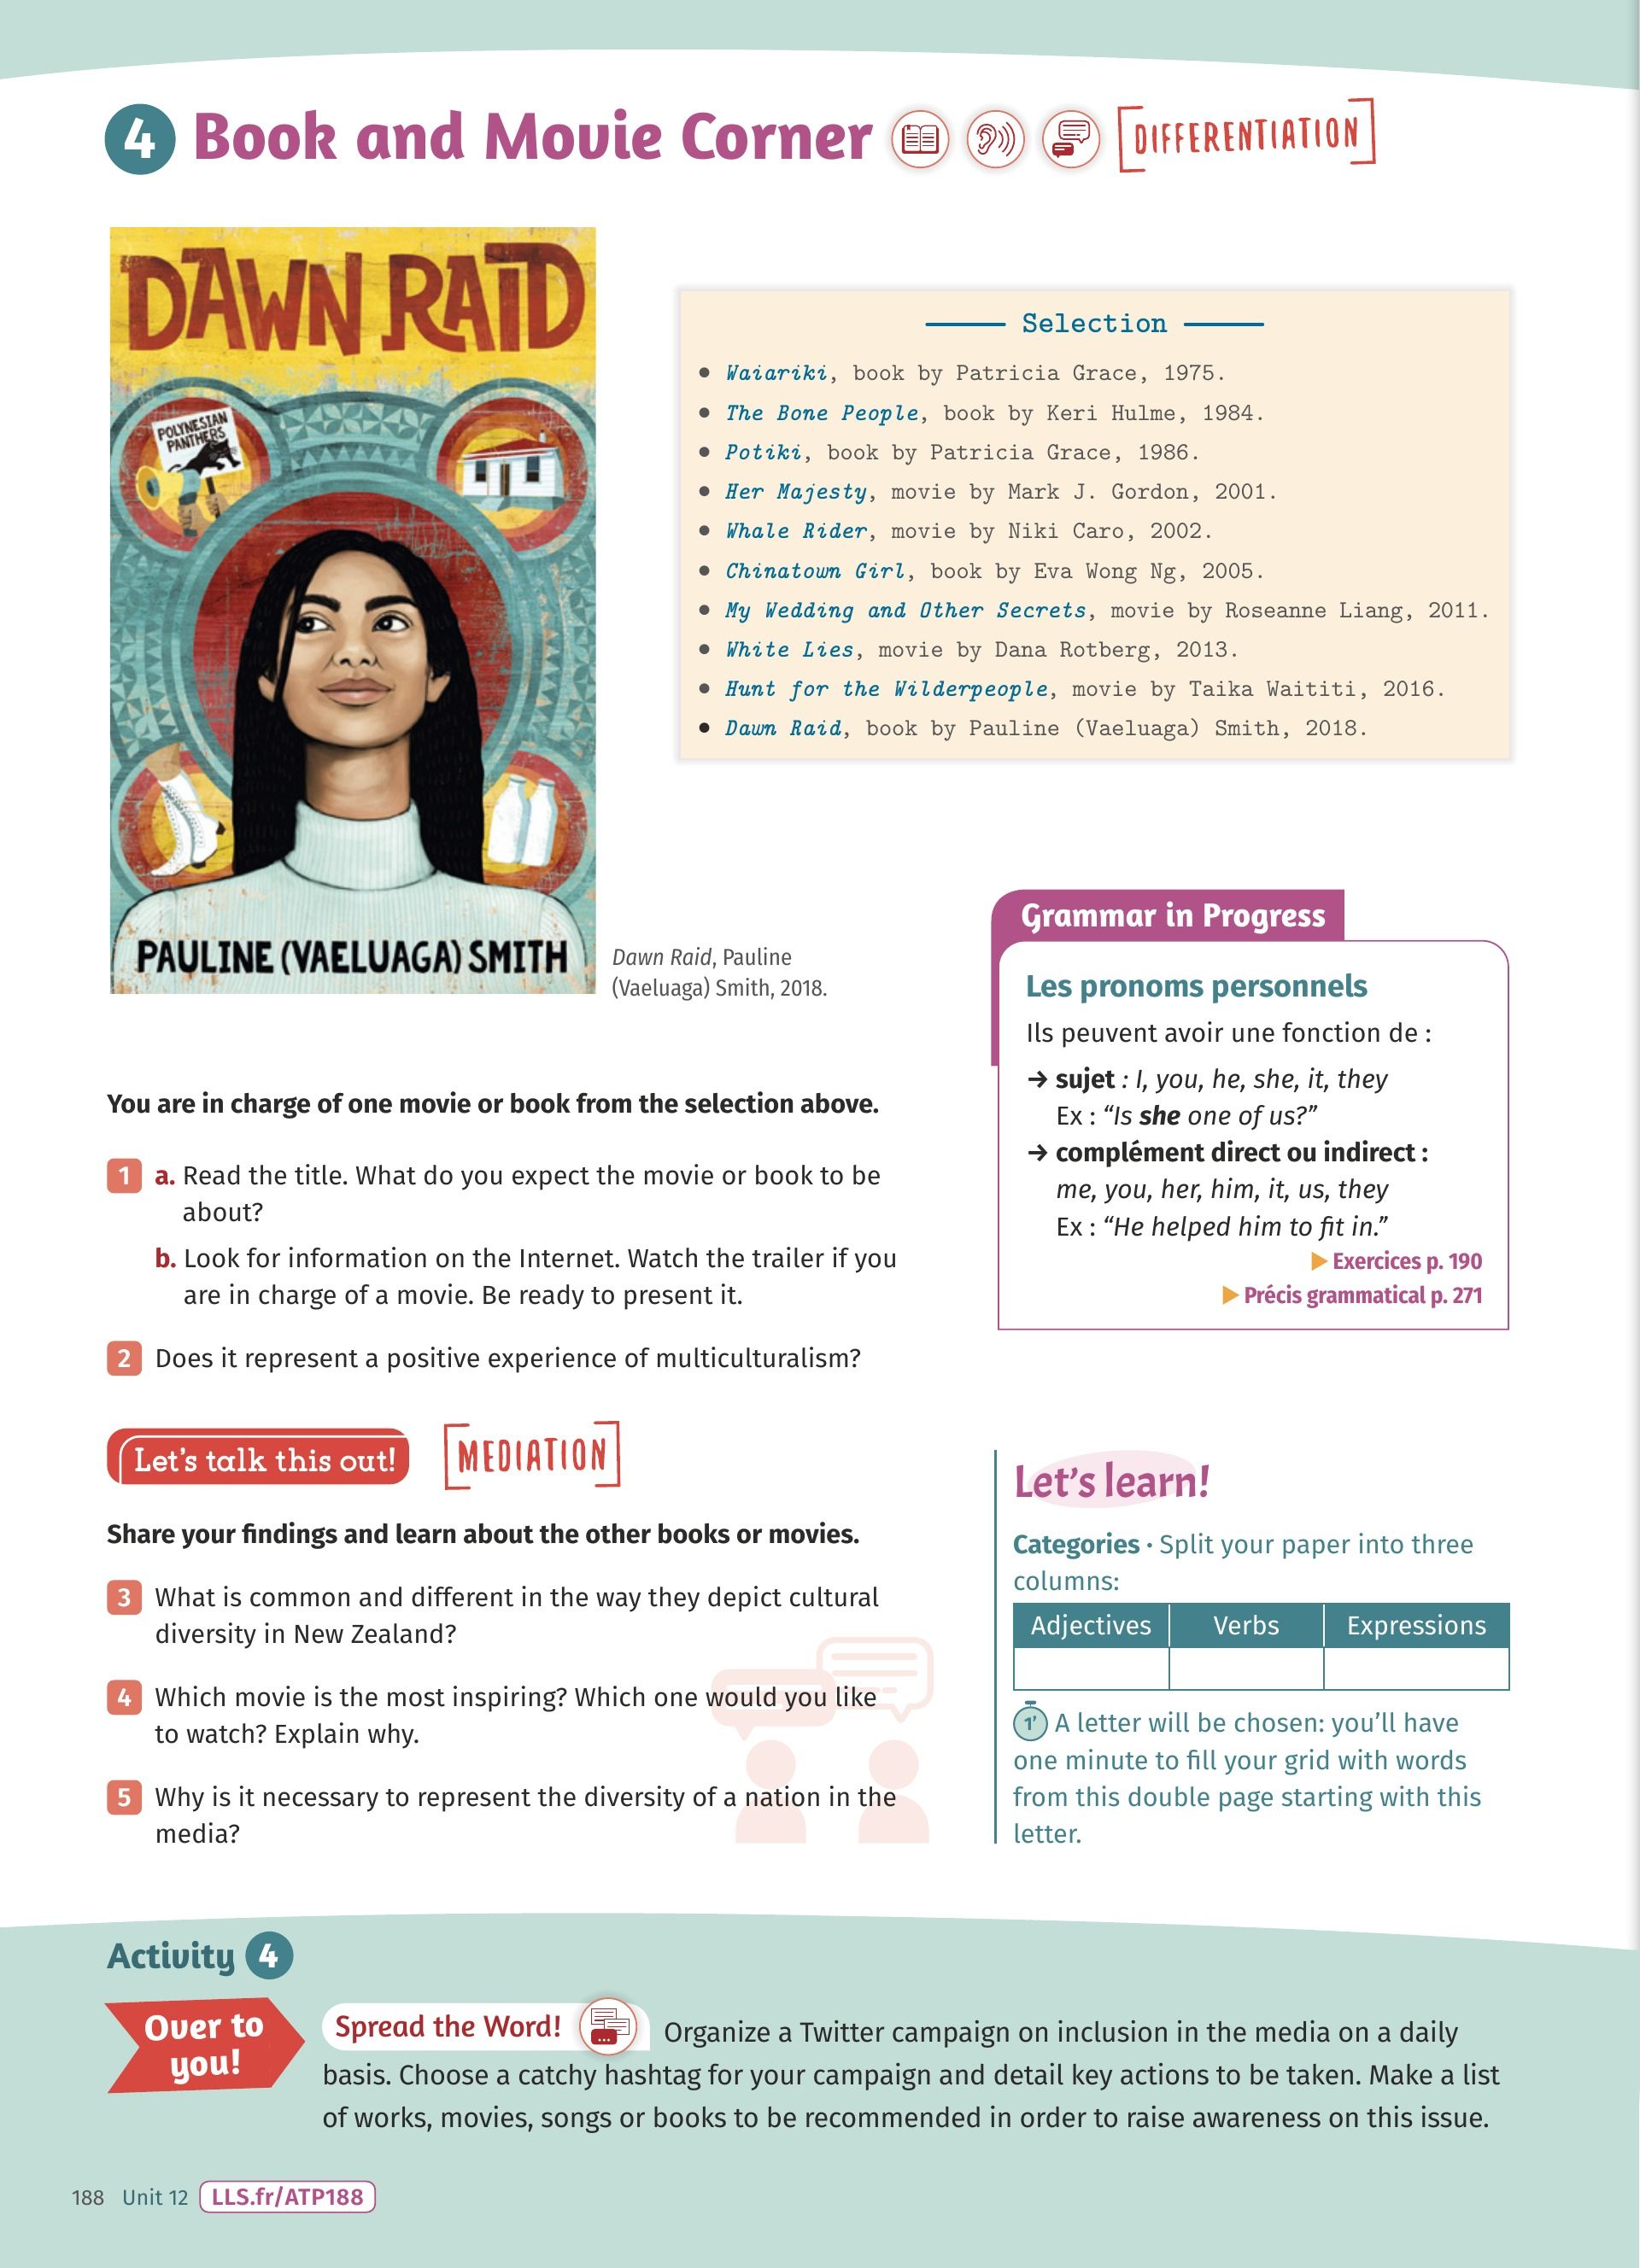 4 Book and Movie Corner [DIFFERENTIATION]
DAWN RAID
POLYNESIAN
PANTHERS
PAULINE (VAELUAGA) SMITH
Dawn Raid, Pauline
(Vaeluaga) Smith, 2018.
Selection
• Waiariki, book by Patricia Grace, 1975.
• The Bone People, book by Keri Hulme, 1984.
• Potiki, book by Patricia Grace, 1986.
• Her Majesty, movie by Mark J. Gordon, 2001.
• Whale Rider, movie by Niki Caro, 2002.
• Chinatown Girl, book by Eva Wong Ng, 2005.
• My Wedding and Other Secrets, movie by Roseanne Liang, 2011.
• White Lies, movie by Dana Rotberg, 2013.
• Hunt for the Wilderpeople, movie by Taika Waititi, 2016.
• Dawn Raid, book by Pauline (Vaeluaga) Smith, 2018.
Grammar in Progress
Les pronoms personnels
Ils peuvent avoir une fonction de :
→ sujet : I, you, he, she, it, they
Ex : “Is she one of us?”
→ complément direct ou indirect :
me, you, her, him, it, us, they
Ex : “He helped him to fit in.”
▶ Exercices p. 190
▶ Précis grammatical p. 271
You are in charge of one movie or book from the selection above.
1 a. Read the title. What do you expect the movie or book to be
about?
b. Look for information on the Internet. Watch the trailer if you
are in charge of a movie. Be ready to present it.
2 Does it represent a positive experience of multiculturalism?
Let’s talk this out! [MEDIATION]
Share your findings and learn about the other books or movies.
3 What is common and different in the way they depict cultural
diversity in New Zealand?
4 Which movie is the most inspiring? Which one would you like
to watch? Explain why.
5 Why is it necessary to represent the diversity of a nation in the
media?
Let’s learn!
Categories • Split your paper into three
columns:
Adjectives Verbs Expressions
1’ A letter will be chosen: you’ll have
one minute to fill your grid with words
from this double page starting with this
letter.
Activity 4
Over to
you!
Spread the Word! Organize a Twitter campaign on inclusion in the media on a daily
basis. Choose a catchy hashtag for your campaign and detail key actions to be taken. Make a list
of works, movies, songs or books to be recommended in order to raise awareness on this issue.
188 Unit 12 LLS.fr/ATP188